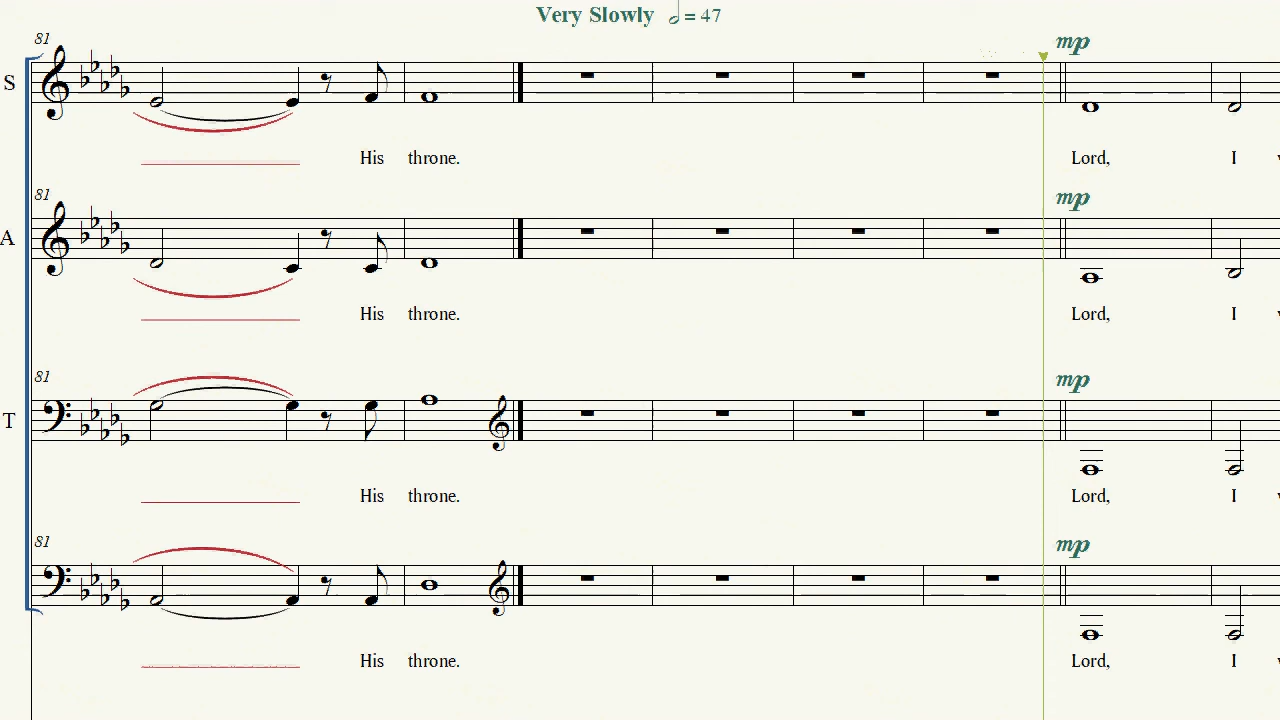 Very Slowly = 47
81
mp
S
His throne. Lord, I
81
mp
A
His throne. Lord, I
81
mp
T
His throne. Lord, I
81
mp
His throne. Lord, I